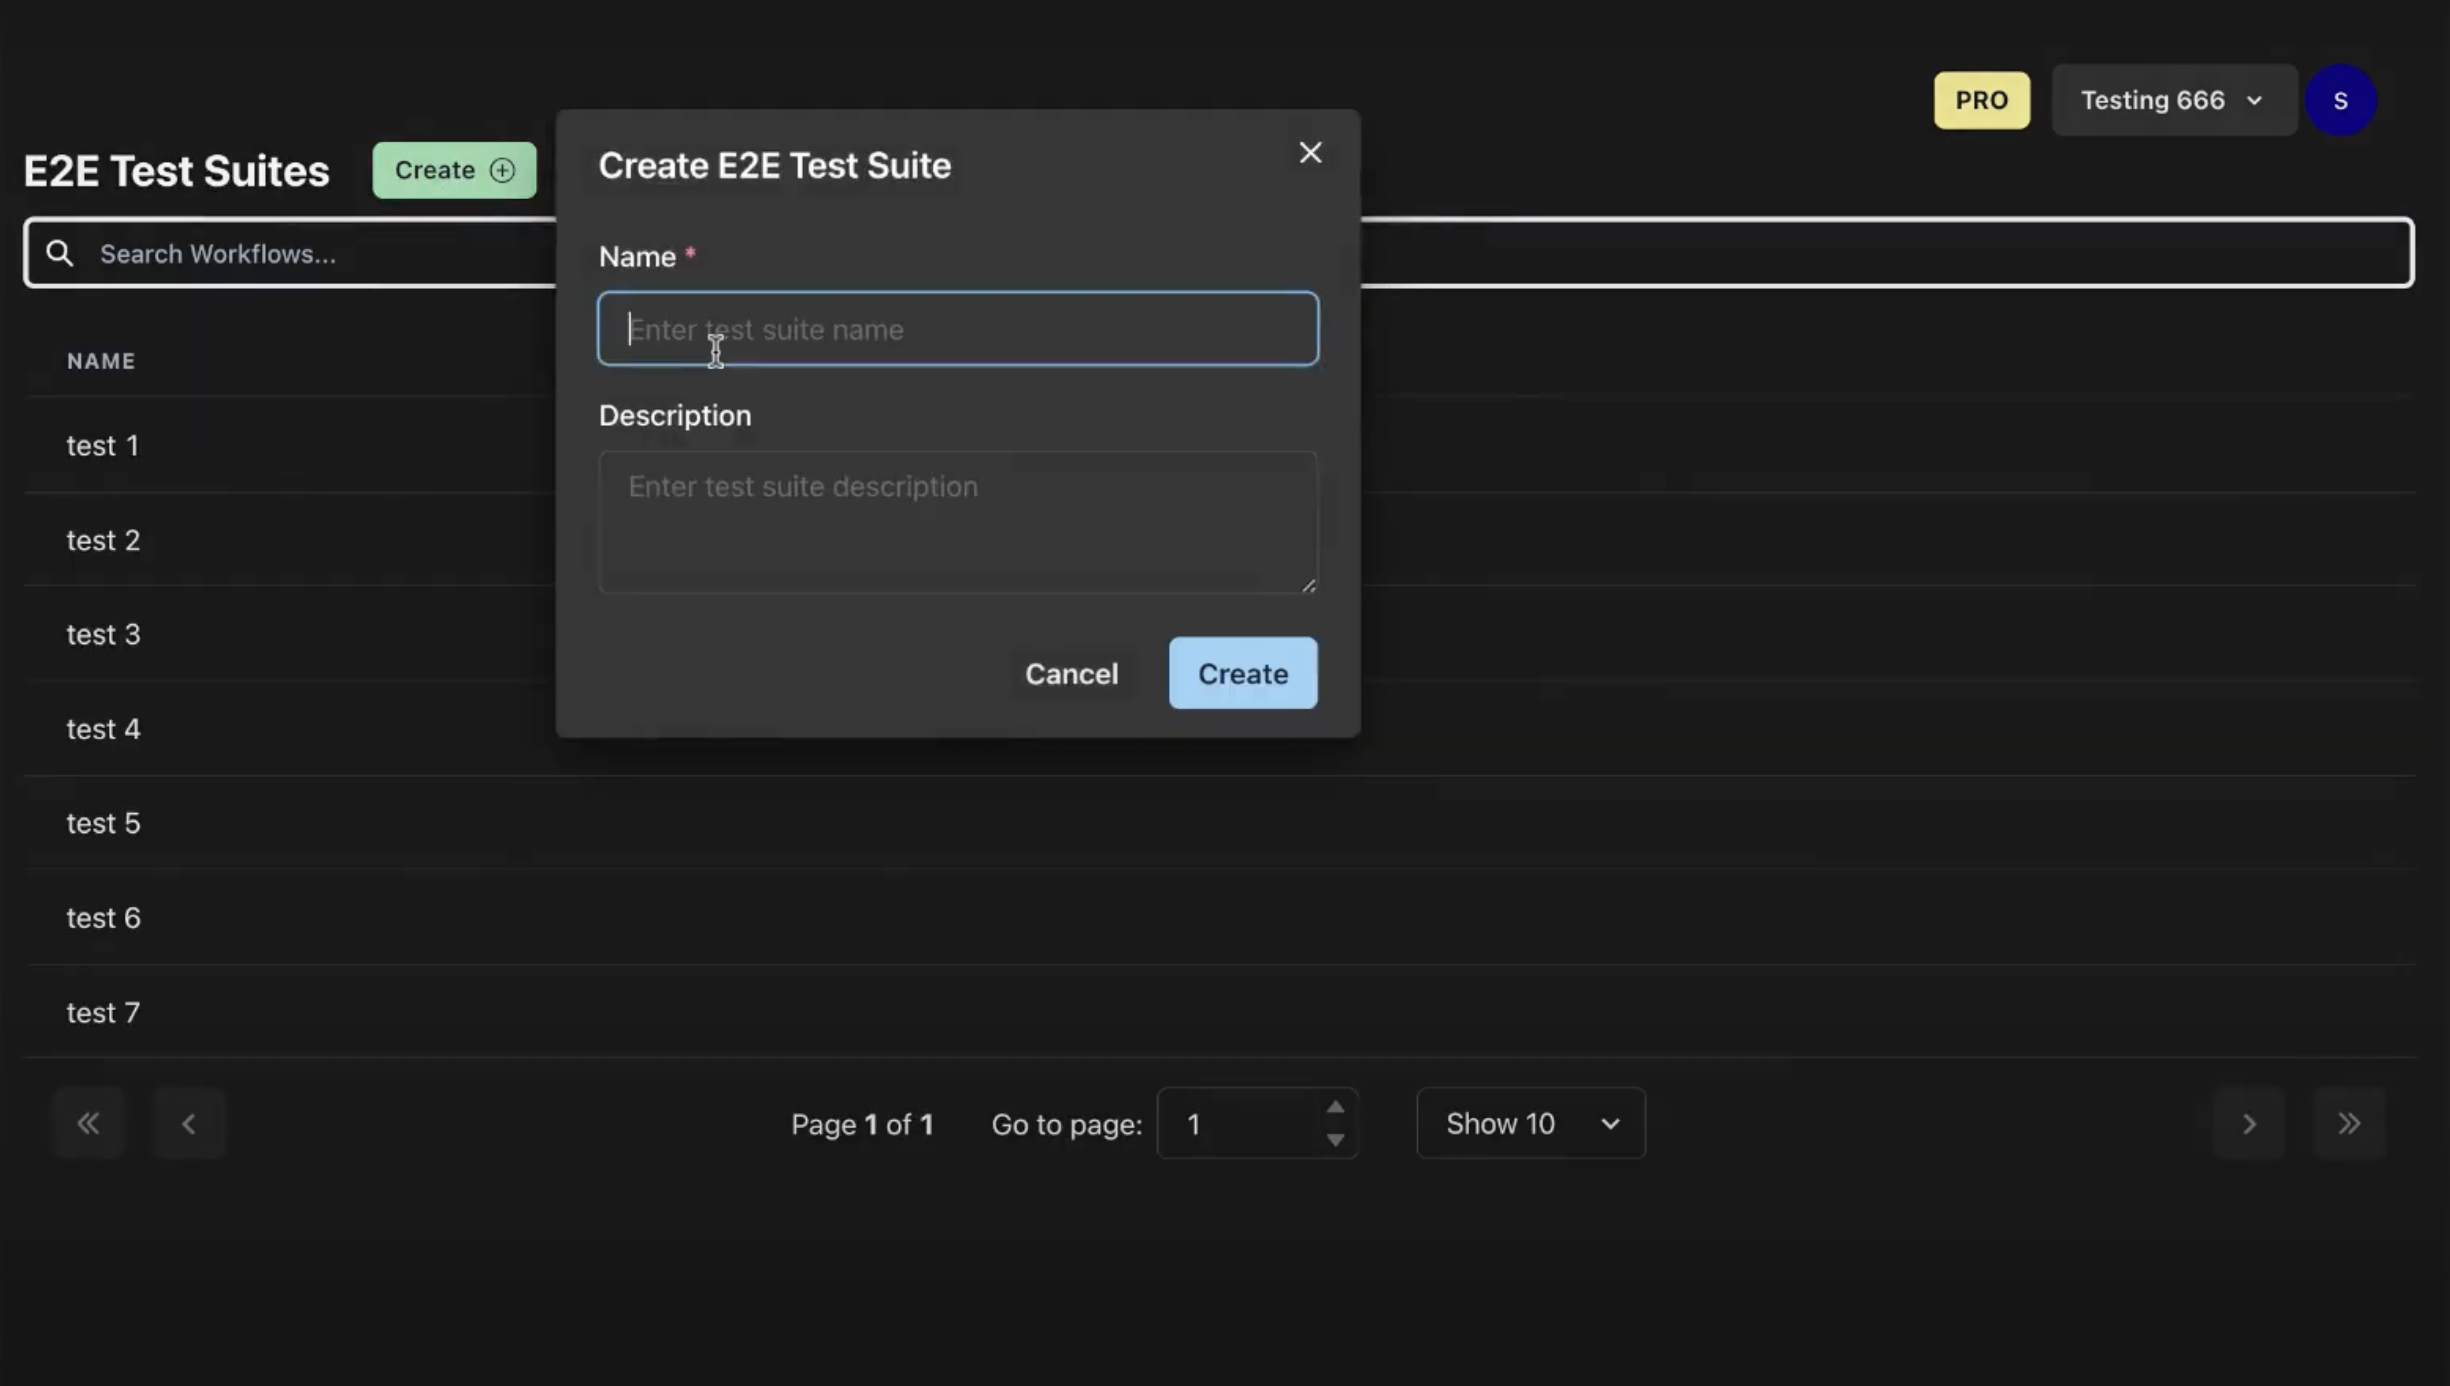 PRO
Testing 666
S
E2E Test Suites
Create
Search Workflows...
NAME
test 1
test 2
test 3
test 4
test 5
test 6
test 7
Create E2E Test Suite
Name *
Enter test suite name
Description
Enter test suite description
Cancel
Create
Page 1 of 1
Go to page:
1
Show 10